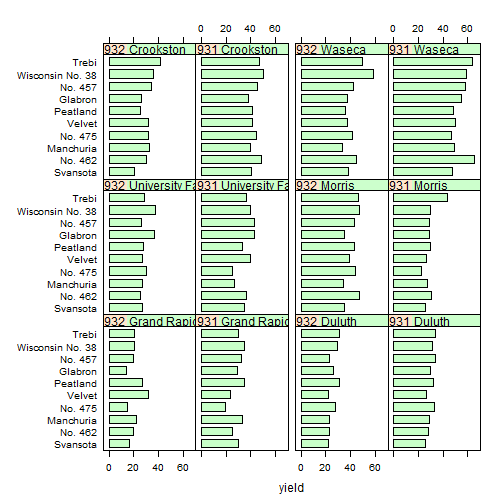 0 20 40 60 0 20 40 60
932 Crookston 931 Crookston 932 Waseca 931 Waseca
Trebi
Wisconsin No. 38
No. 457
Glabron
Peatland
Velvet
No. 475
Manchuria
No. 462
Svansota
932 University Fa 931 University Fa 932 Morris 931 Morris
Trebi
Wisconsin No. 38
No. 457
Glabron
Peatland
Velvet
No. 475
Manchuria
No. 462
Svansota
932 Grand Rapid 931 Grand Rapid 932 Duluth 931 Duluth
Trebi
Wisconsin No. 38
No. 457
Glabron
Peatland
Velvet
No. 475
Manchuria
No. 462
Svansota
0 20 40 60 0 20 40 60
yield